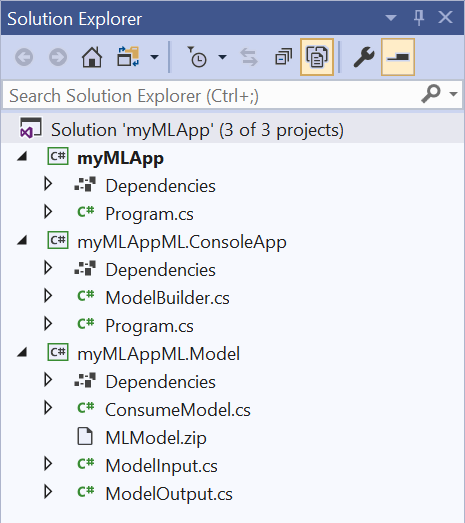 Solution Explorer
Search Solution Explorer (Ctrl+;)
Solution 'myMLApp' (3 of 3 projects)
C# myMLApp
Dependencies
C# Program.cs
C# myMLAppML.ConsoleApp
Dependencies
C# ModelBuilder.cs
C# Program.cs
C# myMLAppML.Model
Dependencies
C# ConsumeModel.cs
MLModel.zip
C# ModelInput.cs
C# ModelOutput.cs